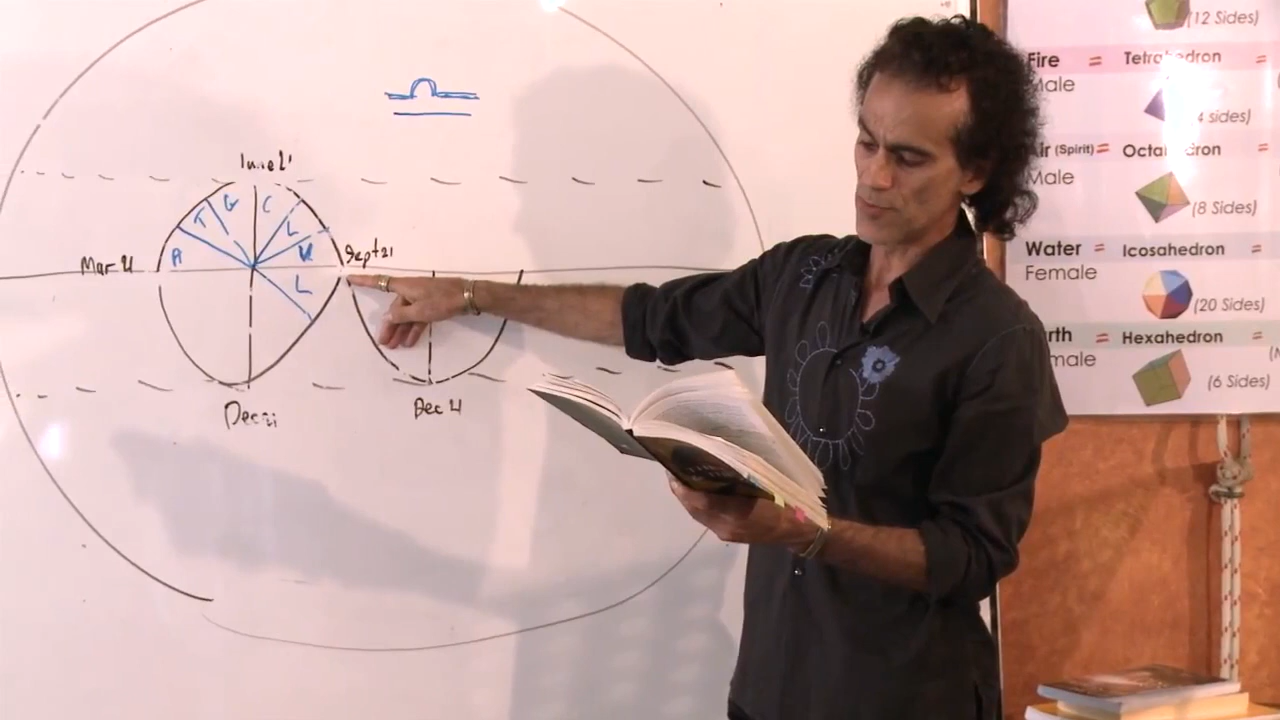 June 21
G
C
T
L
A
V
Mar 21
Sept 21
L
Dec 21
Dec 21
(12 Sides)
Fire = Tetrahedron =
Male
4 sides)
Air (Spirit) = Octahedron =
Male
(8 Sides)
Water = Icosahedron =
Female
(20 Sides)
rth = Hexahedron =
male
(6 Sides)